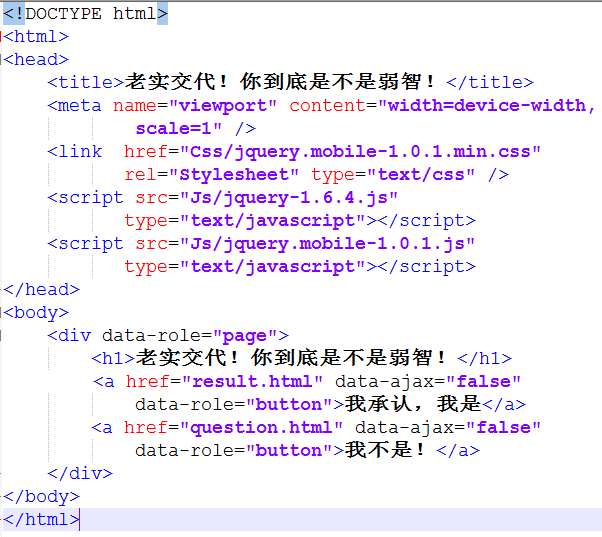 <!DOCTYPE html>
<html>
<head>
    <title>老实交代！你到底是不是弱智！</title>
    <meta name="viewport" content="width=device-width,
            scale=1" />
    <link  href="Css/jquery.mobile-1.0.1.min.css"
           rel="Stylesheet" type="text/css" />
    <script src="Js/jquery-1.6.4.js"
           type="text/javascript"></script>
    <script src="Js/jquery.mobile-1.0.1.js"
           type="text/javascript"></script>
</head>
<body>
    <div data-role="page">
        <h1>老实交代！你到底是不是弱智！</h1>
        <a href="result.html" data-ajax="false"
            data-role="button">我承认，我是</a>
        <a href="question.html" data-ajax="false"
            data-role="button">我不是！</a>
    </div>
</body>
</html>